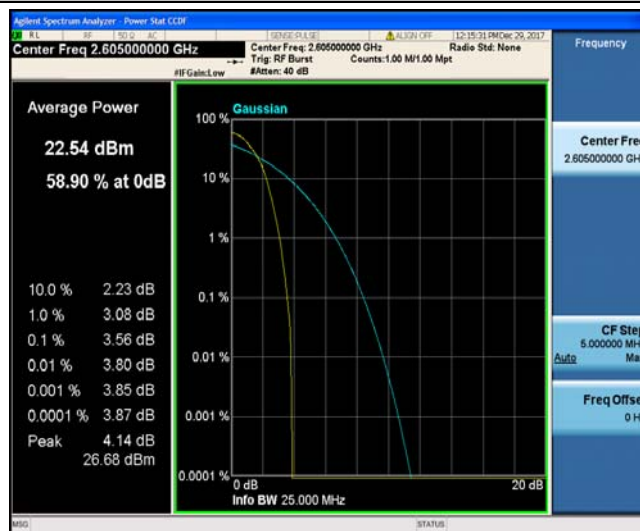 Agilent Spectrum Analyzer - Power Stat CCDF
RL RF 50 Ω AC SENSE:PULSE ALIGN OFF 12:15:31 PM Dec 29, 2017
Center Freq 2.605000000 GHz
Center Freq: 2.605000000 GHz
Radio Std: None
Trig: RF Burst
Counts:1.00 M/1.00 Mpt
#IFGain:Low
#Atten: 40 dB
Frequency
Average Power
22.54 dBm
58.90 % at 0dB
10.0 % 2.23 dB
1.0 % 3.08 dB
0.1 % 3.56 dB
0.01 % 3.80 dB
0.001 % 3.85 dB
0.0001 % 3.87 dB
Peak 4.14 dB
26.68 dBm
Gaussian
100 %
10 %
1 %
0.1 %
0.01 %
0.001 %
0.0001 %
0 dB
20 dB
Info BW 25.000 MHz
Center Fre
2.605000000 GH
CF Step
5.000000 MH
Auto Ma
Freq Offse
0 H
MSG
STATUS